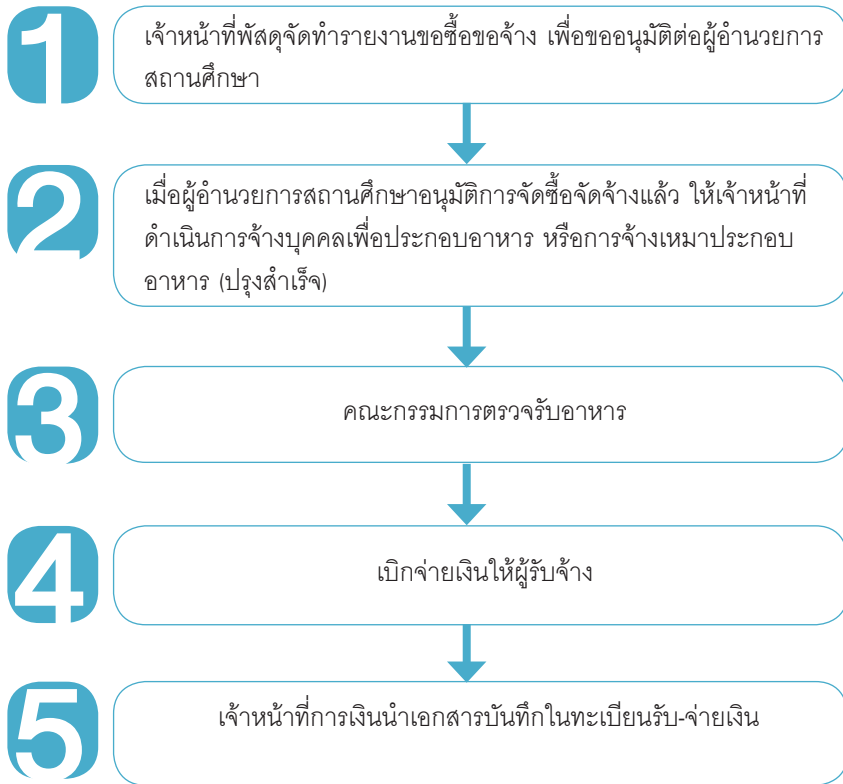 1
เจ้าหน้าที่พัสดุจัดทำรายงานขอซื้อขอจ้าง เพื่อขออนุมัติต่อผู้อำนวยการ
สถานศึกษา
2
เมื่อผู้อำนวยการสถานศึกษาอนุมัติการจัดซื้อจัดจ้างแล้ว ให้เจ้าหน้าที่
ดำเนินการจ้างบุคคลเพื่อประกอบอาหาร หรือการจ้างเหมาประกอบ
อาหาร (ปรุงสำเร็จ)
3
คณะกรรมการตรวจรับอาหาร
4
เบิกจ่ายเงินให้ผู้รับจ้าง
5
เจ้าหน้าที่การเงินนำเอกสารบันทึกในทะเบียนรับ-จ่ายเงิน